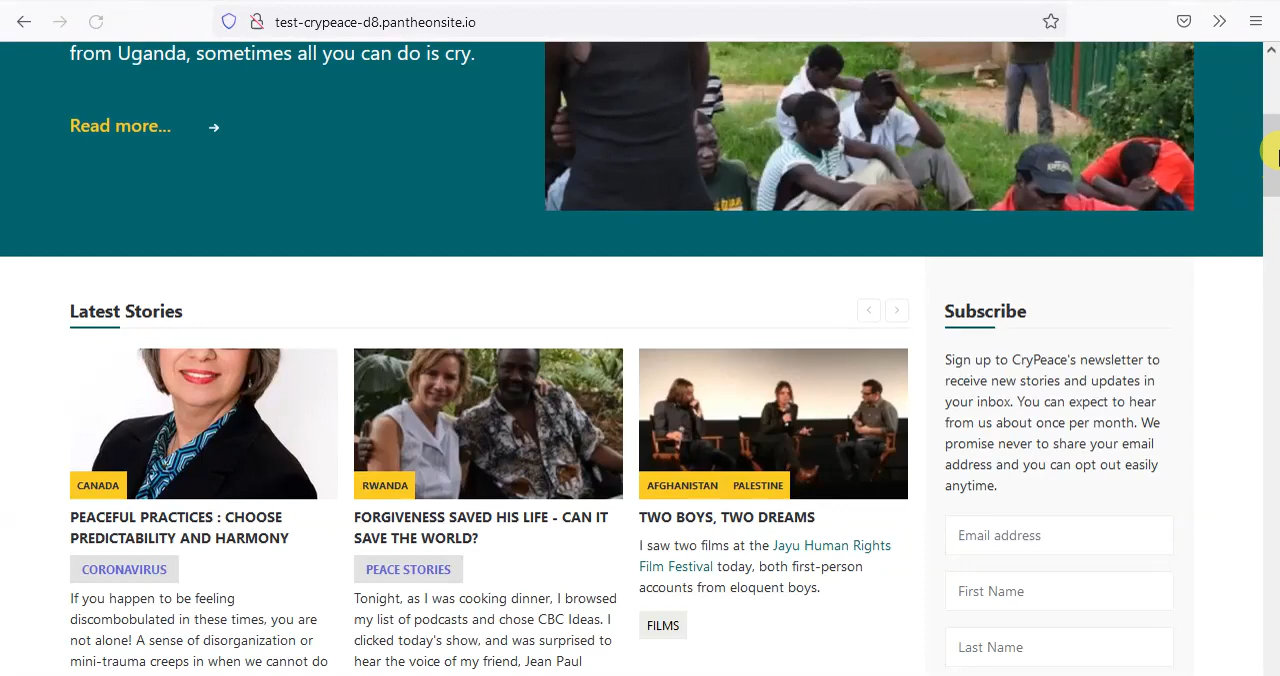 test-crypeace-d8.pantheonsite.io
from Uganda, sometimes all you can do is cry.
Read more...
Latest Stories
CANADA
PEACEFUL PRACTICES : CHOOSE
PREDICTABILITY AND HARMONY
CORONAVIRUS
If you happen to be feeling
discombobulated in these times, you are
not alone! A sense of disorganization or
mini-trauma creeps in when we cannot do
RWANDA
FORGIVENESS SAVED HIS LIFE - CAN IT
SAVE THE WORLD?
PEACE STORIES
Tonight, as I was cooking dinner, I browsed
my list of podcasts and chose CBC Ideas. I
clicked today's show, and was surprised to
hear the voice of my friend, Jean Paul
AFGHANISTAN PALESTINE
TWO BOYS, TWO DREAMS
I saw two films at the Jayu Human Rights
Film Festival today, both first-person
accounts from eloquent boys.
FILMS
Subscribe
Sign up to CryPeace's newsletter to
receive new stories and updates in
your inbox. You can expect to hear
from us about once per month. We
promise never to share your email
address and you can opt out easily
anytime.
Email address
First Name
Last Name